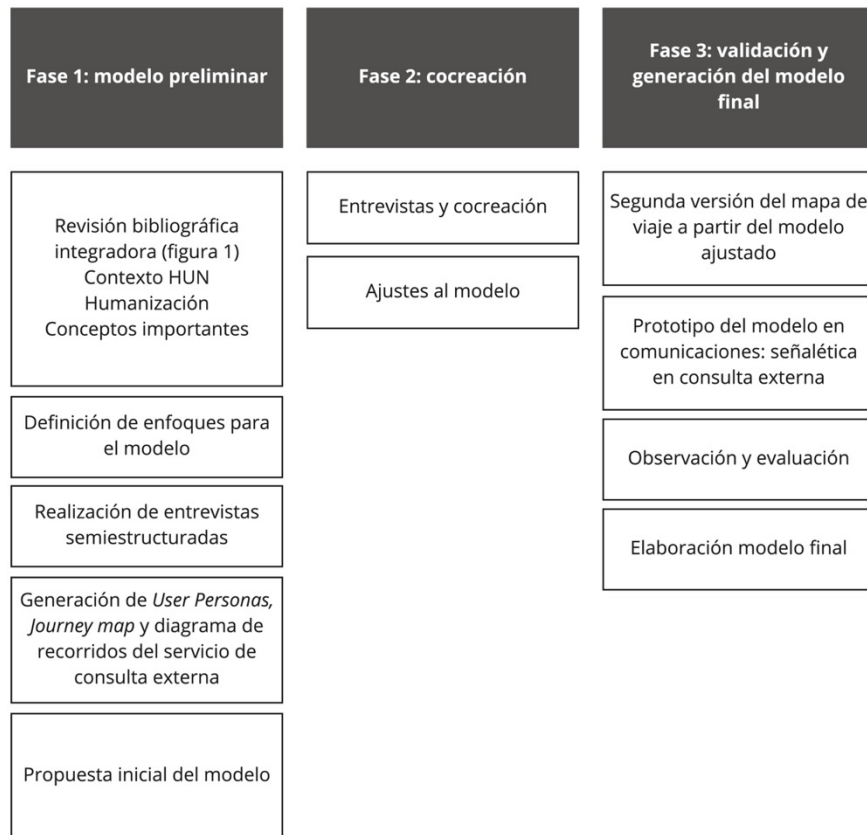 Fase 1: modelo preliminar
Revisión bibliográfica
integradora (figura 1)
Contexto HUN
Humanización
Conceptos importantes
Definición de enfoques para
el modelo
Realización de entrevistas
semiestructuradas
Generación de User Personas,
Journey map y diagrama de
recorridos del servicio de
consulta externa
Propuesta inicial del modelo
Fase 2: cocreación
Entrevistas y cocreación
Ajustes al modelo
Fase 3: validación y
generación del modelo
final
Segunda versión del mapa de
viaje a partir del modelo
ajustado
Prototipo del modelo en
comunicaciones: señalética
en consulta externa
Observación y evaluación
Elaboración modelo final